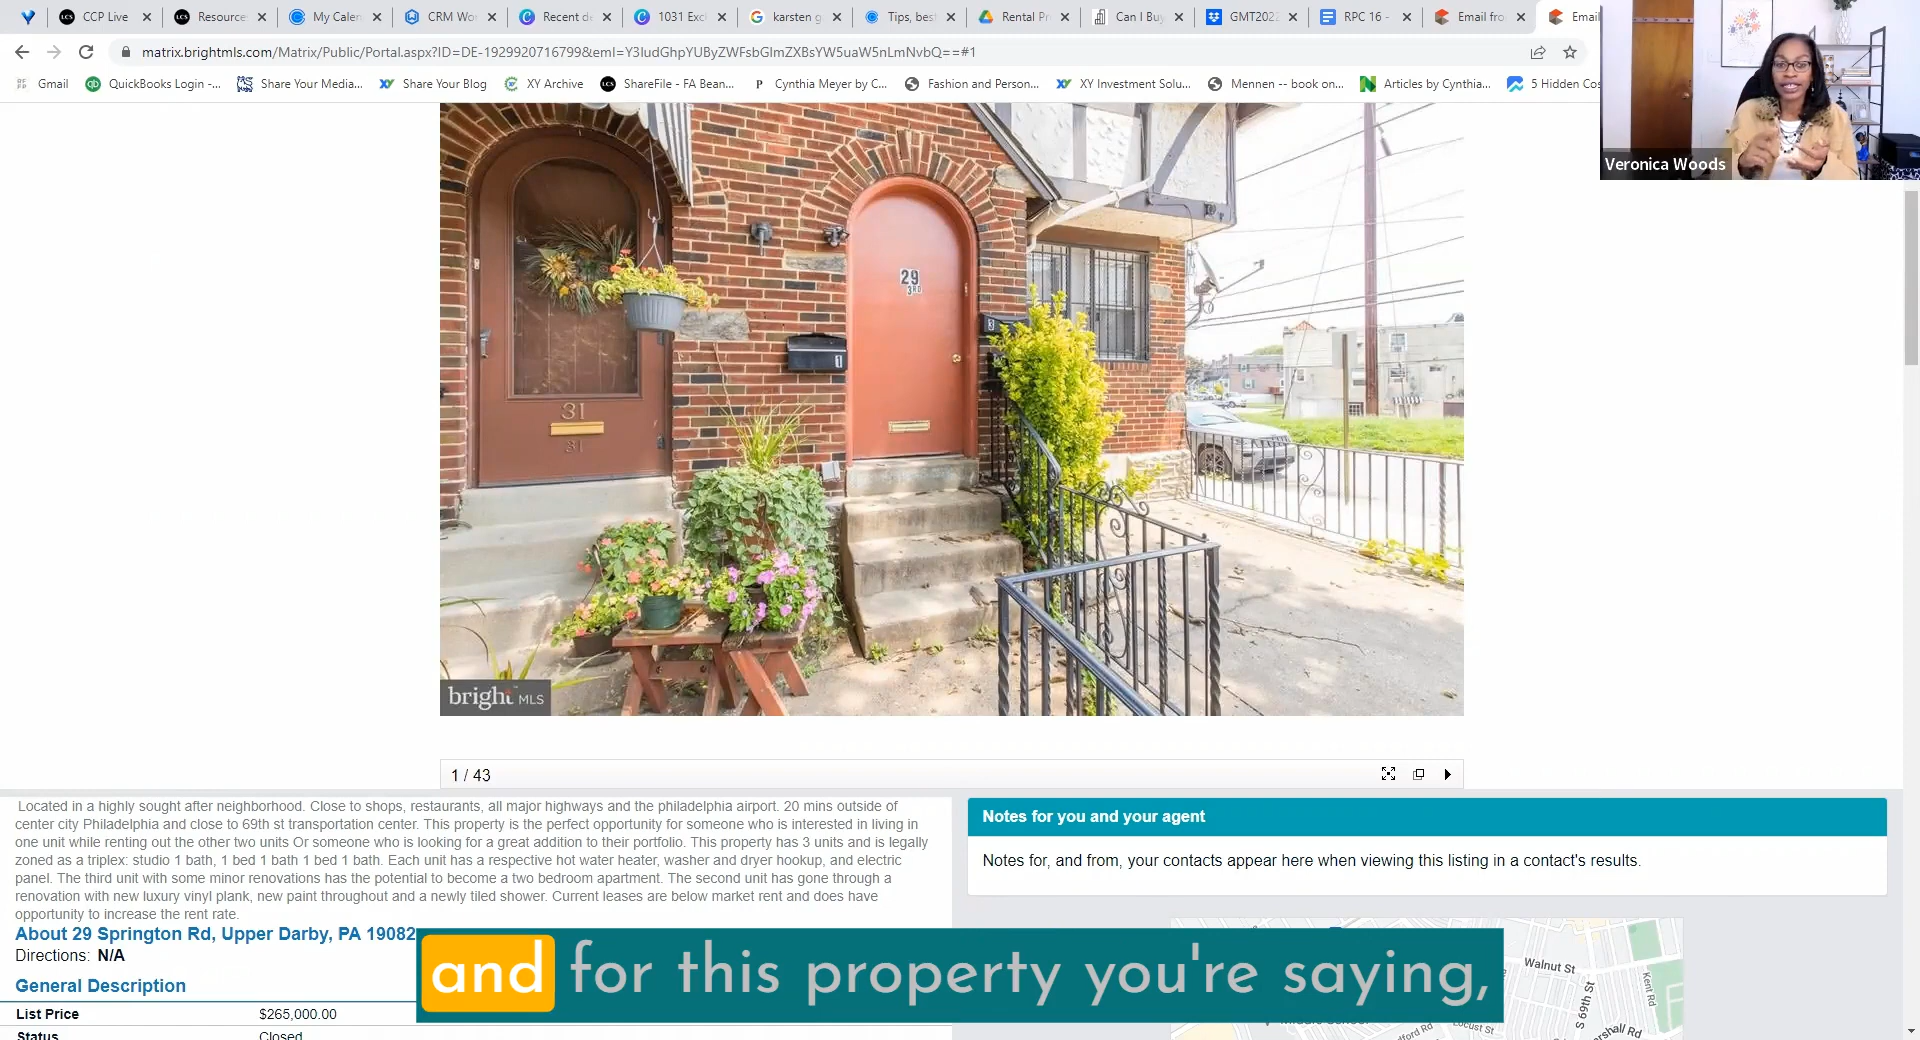 CCP Live
Resource
My Caler
CRM Wo
Recent d
1031 Exc
karsten g
Tips, bes
Rental Pr
Can I Buy
GMT202
RPC 16 -
Email fro
Email
matrix.brightmls.com/Matrix/Public/Portal.aspx?ID=DE-1929920716799&eml=Y3IudGhpYUByZWFsbGlmZXBsYW5uaW5nLmNvbQ==#1
Gmail
QuickBooks Login -...
Share Your Media...
Share Your Blog
XY Archive
ShareFile - FA Bean...
Cynthia Meyer by C...
Fashion and Person...
XY Investment Solu...
Mennen -- book on...
Articles by Cynthia...
5 Hidden Cos
Veronica Woods
29
3RD
3
1
31
31
bright MLS
1 / 43
Located in a highly sought after neighborhood. Close to shops, restaurants, all major highways and the philadelphia airport. 20 mins outside of
center city Philadelphia and close to 69th st transportation center. This property is the perfect opportunity for someone who is interested in living in
one unit while renting out the other two units Or someone who is looking for a great addition to their portfolio. This property has 3 units and is legally
zoned as a triplex: studio 1 bath, 1 bed 1 bath 1 bed 1 bath. Each unit has a respective hot water heater, washer and dryer hookup, and electric
panel. The third unit with some minor renovations has the potential to become a two bedroom apartment. The second unit has gone through a
renovation with new luxury vinyl plank, new paint throughout and a newly tiled shower. Current leases are below market rent and does have
opportunity to increase the rent rate.
About 29 Springton Rd, Upper Darby, PA 19082
Directions: N/A
General Description
List Price $265,000.00
Status Closed
Notes for you and your agent
Notes for, and from, your contacts appear here when viewing this listing in a contact's results.
Walnut St
Kent Rd
S 69th St
Locust St
and for this property you're saying,